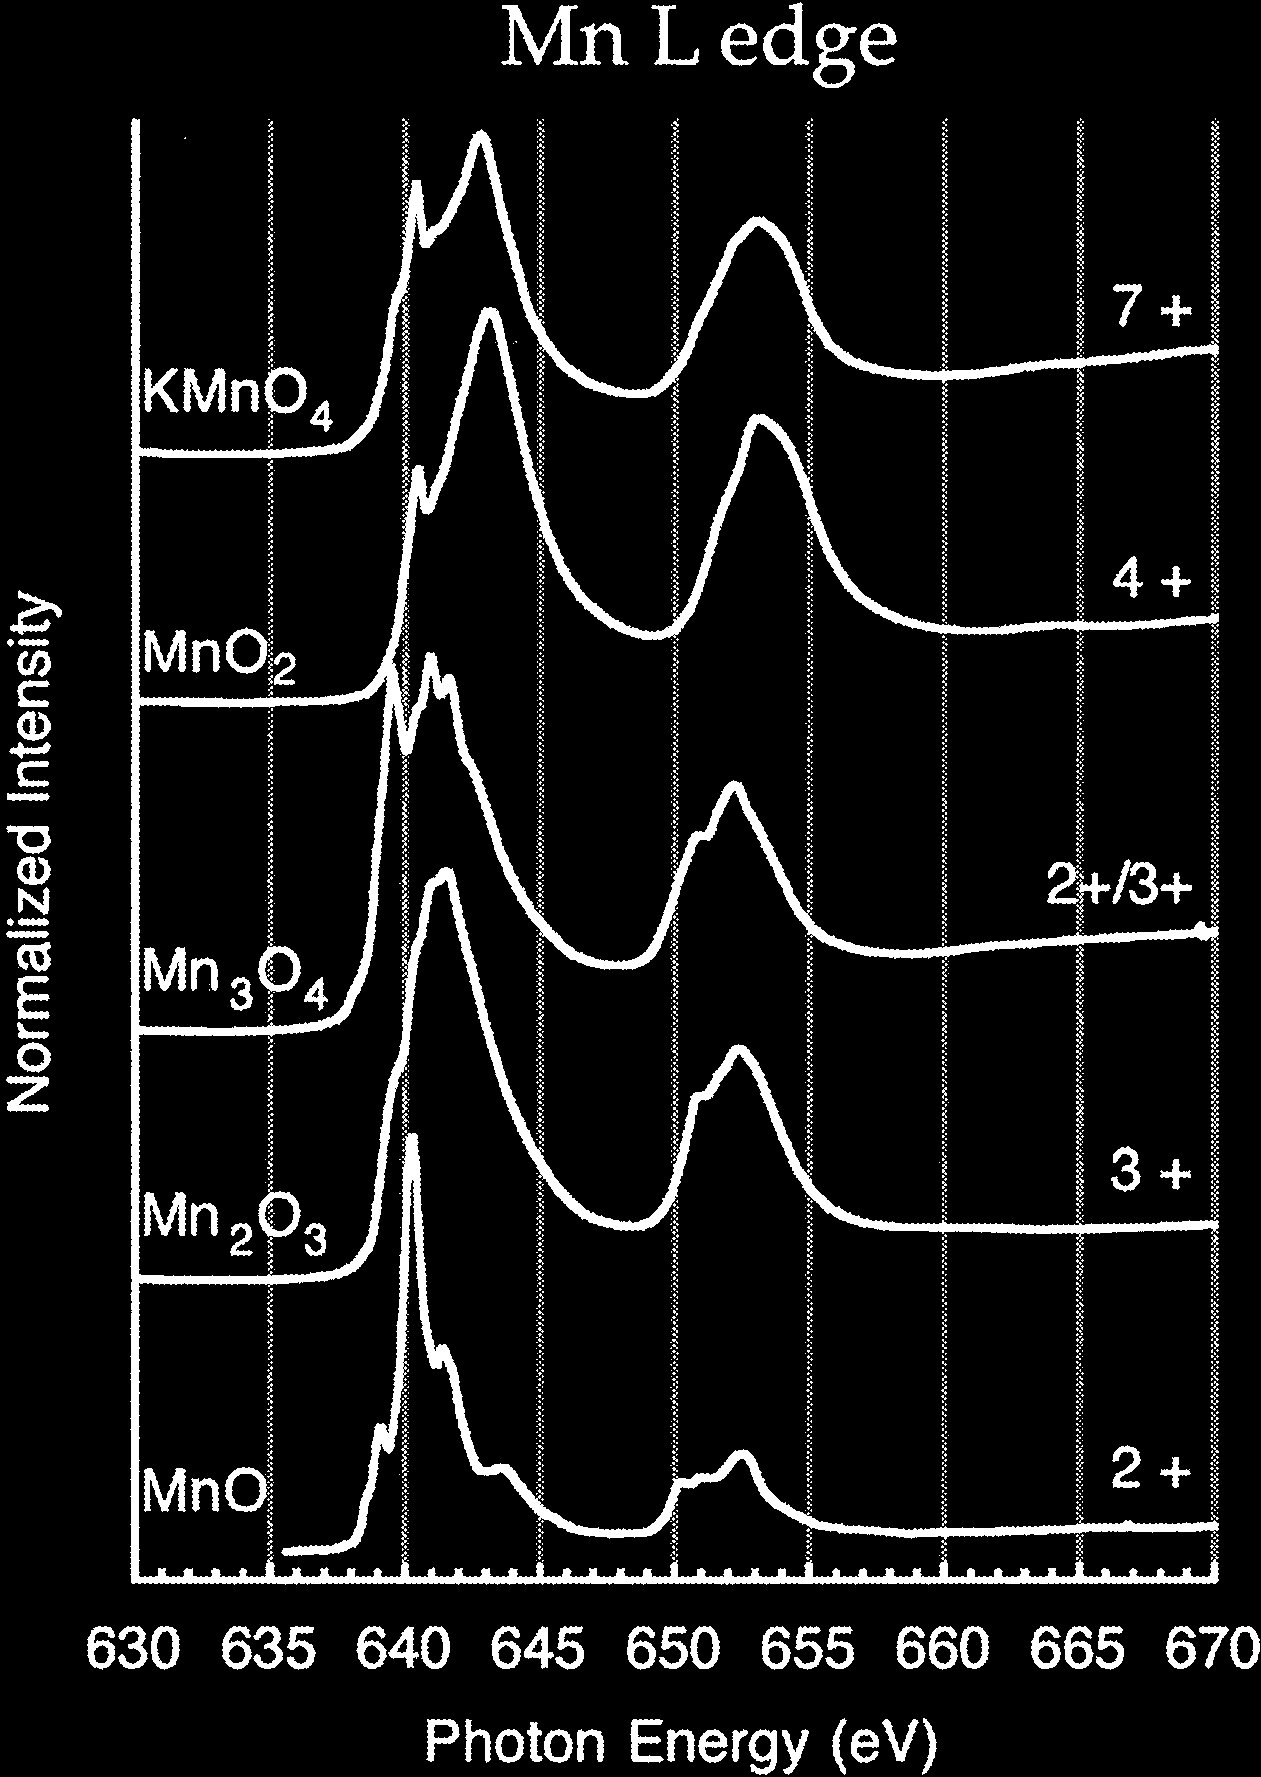 Mn L edge
7 +
KMnO4
4 +
MnO2
2+/3+
Mn3O4
3 +
Mn2O3
2 +
MnO
Normalized Intensity
630 635 640 645 650 655 660 665 670
Photon Energy (eV)